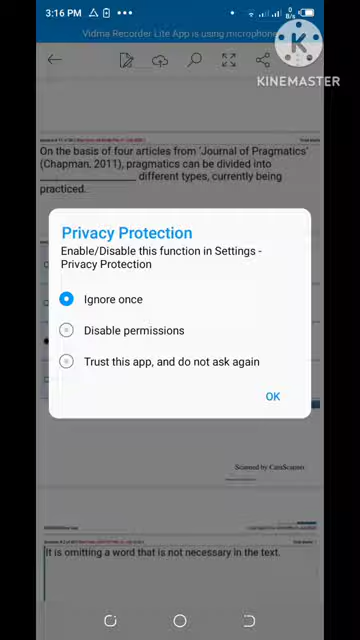 3:16 PM
0
B/s
Vidma Recorder Lite App is using microphone
KINEMASTER
On the basis of four articles from 'Journal of Pragmatics'
(Chapman, 2011), pragmatics can be divided into
____________________ different types, currently being
practiced.
Privacy Protection
Enable/Disable this function in Settings -
Privacy Protection
Ignore once
Disable permissions
Trust this app, and do not ask again
OK
Scanned by CamScanner
It is omitting a word that is not necessary in the text.